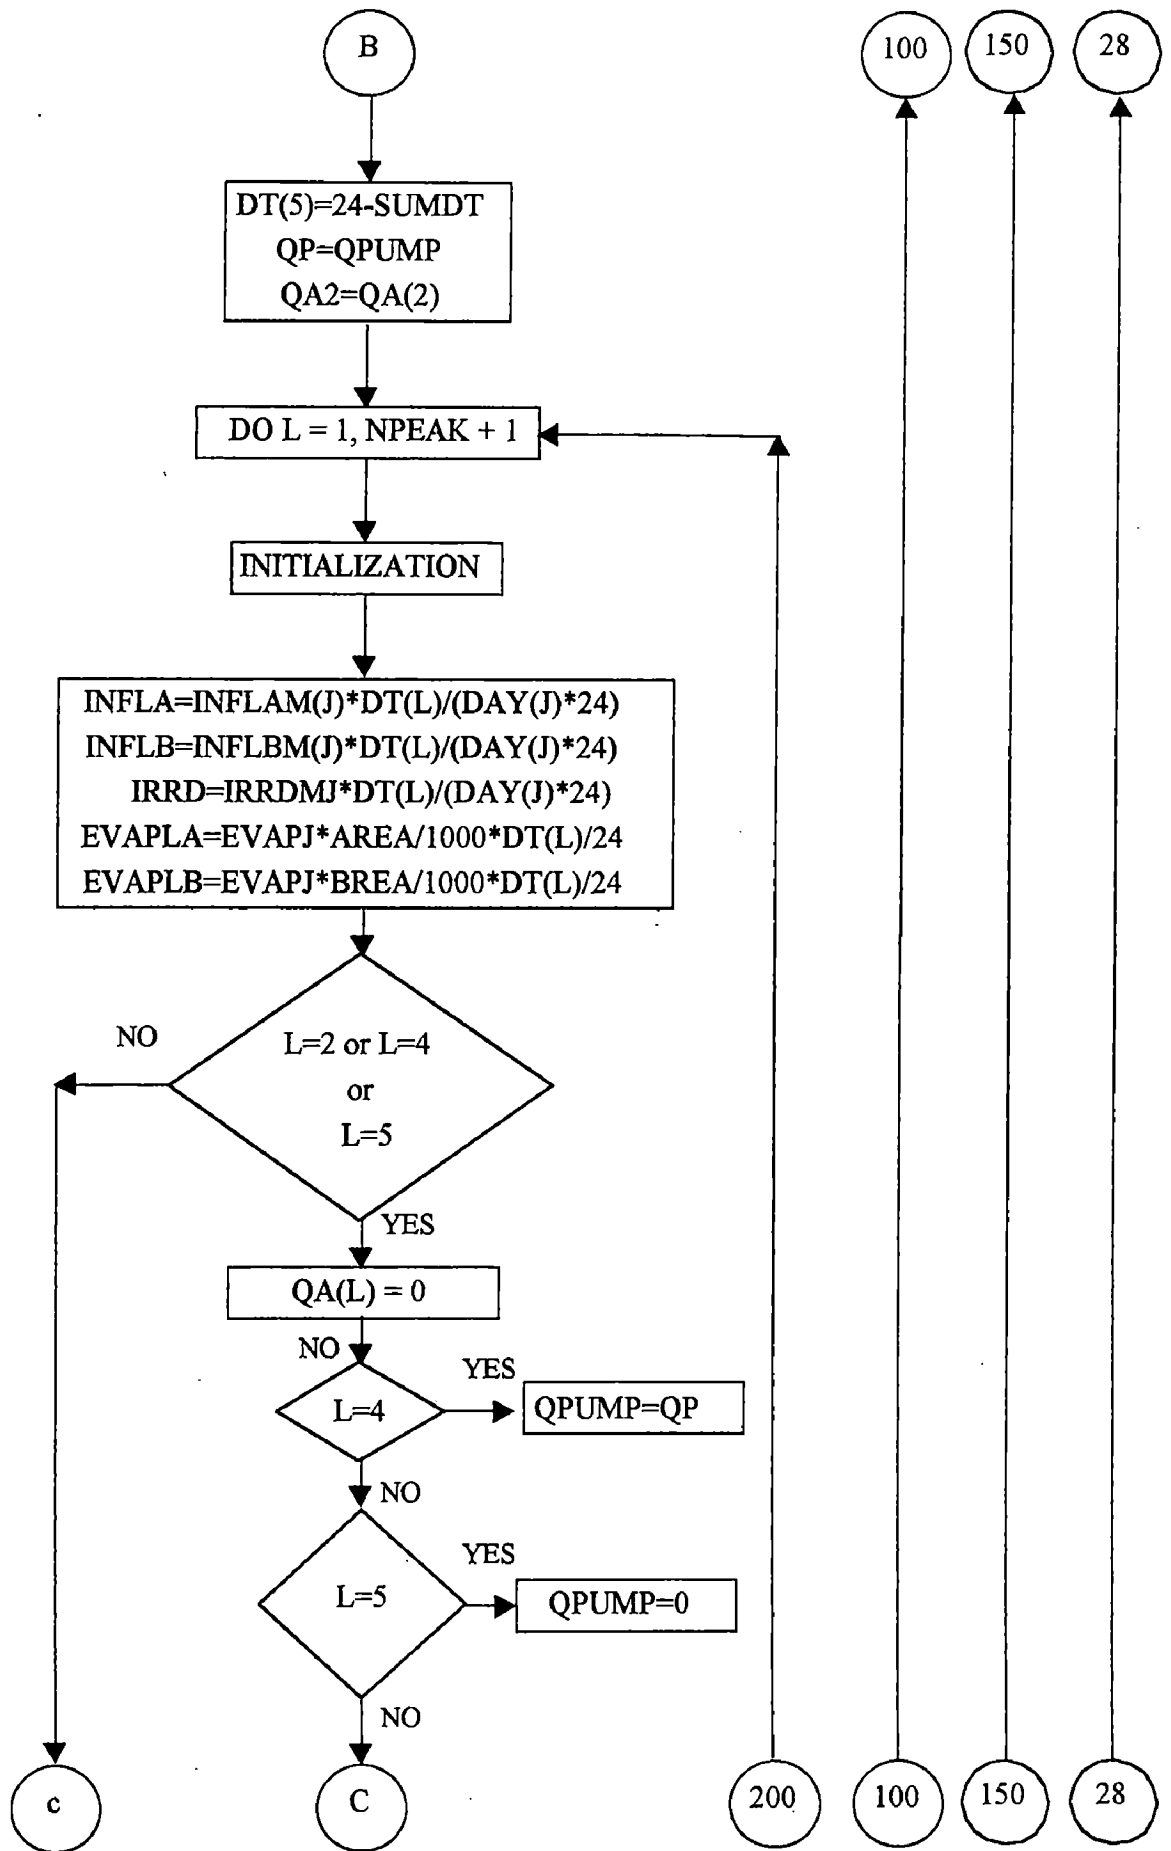 B
100
150
28
DT(5)=24-SUMDT
QP=QPUMP
QA2=QA(2)
DO L = 1, NPEAK + 1
INITIALIZATION
INFLA=INFLAM(J)*DT(L)/(DAY(J)*24)
INFLB=INFLBM(J)*DT(L)/(DAY(J)*24)
IRRD=IRRDMJ*DT(L)/(DAY(J)*24)
EVAPLA=EVAPJ*AREA/1000*DT(L)/24
EVAPLB=EVAPJ*BREA/1000*DT(L)/24
NO
L=2 or L=4
or
L=5
YES
QA(L) = 0
NO
YES
L=4
QPUMP=QP
NO
YES
L=5
QPUMP=0
NO
c
C
200
100
150
28